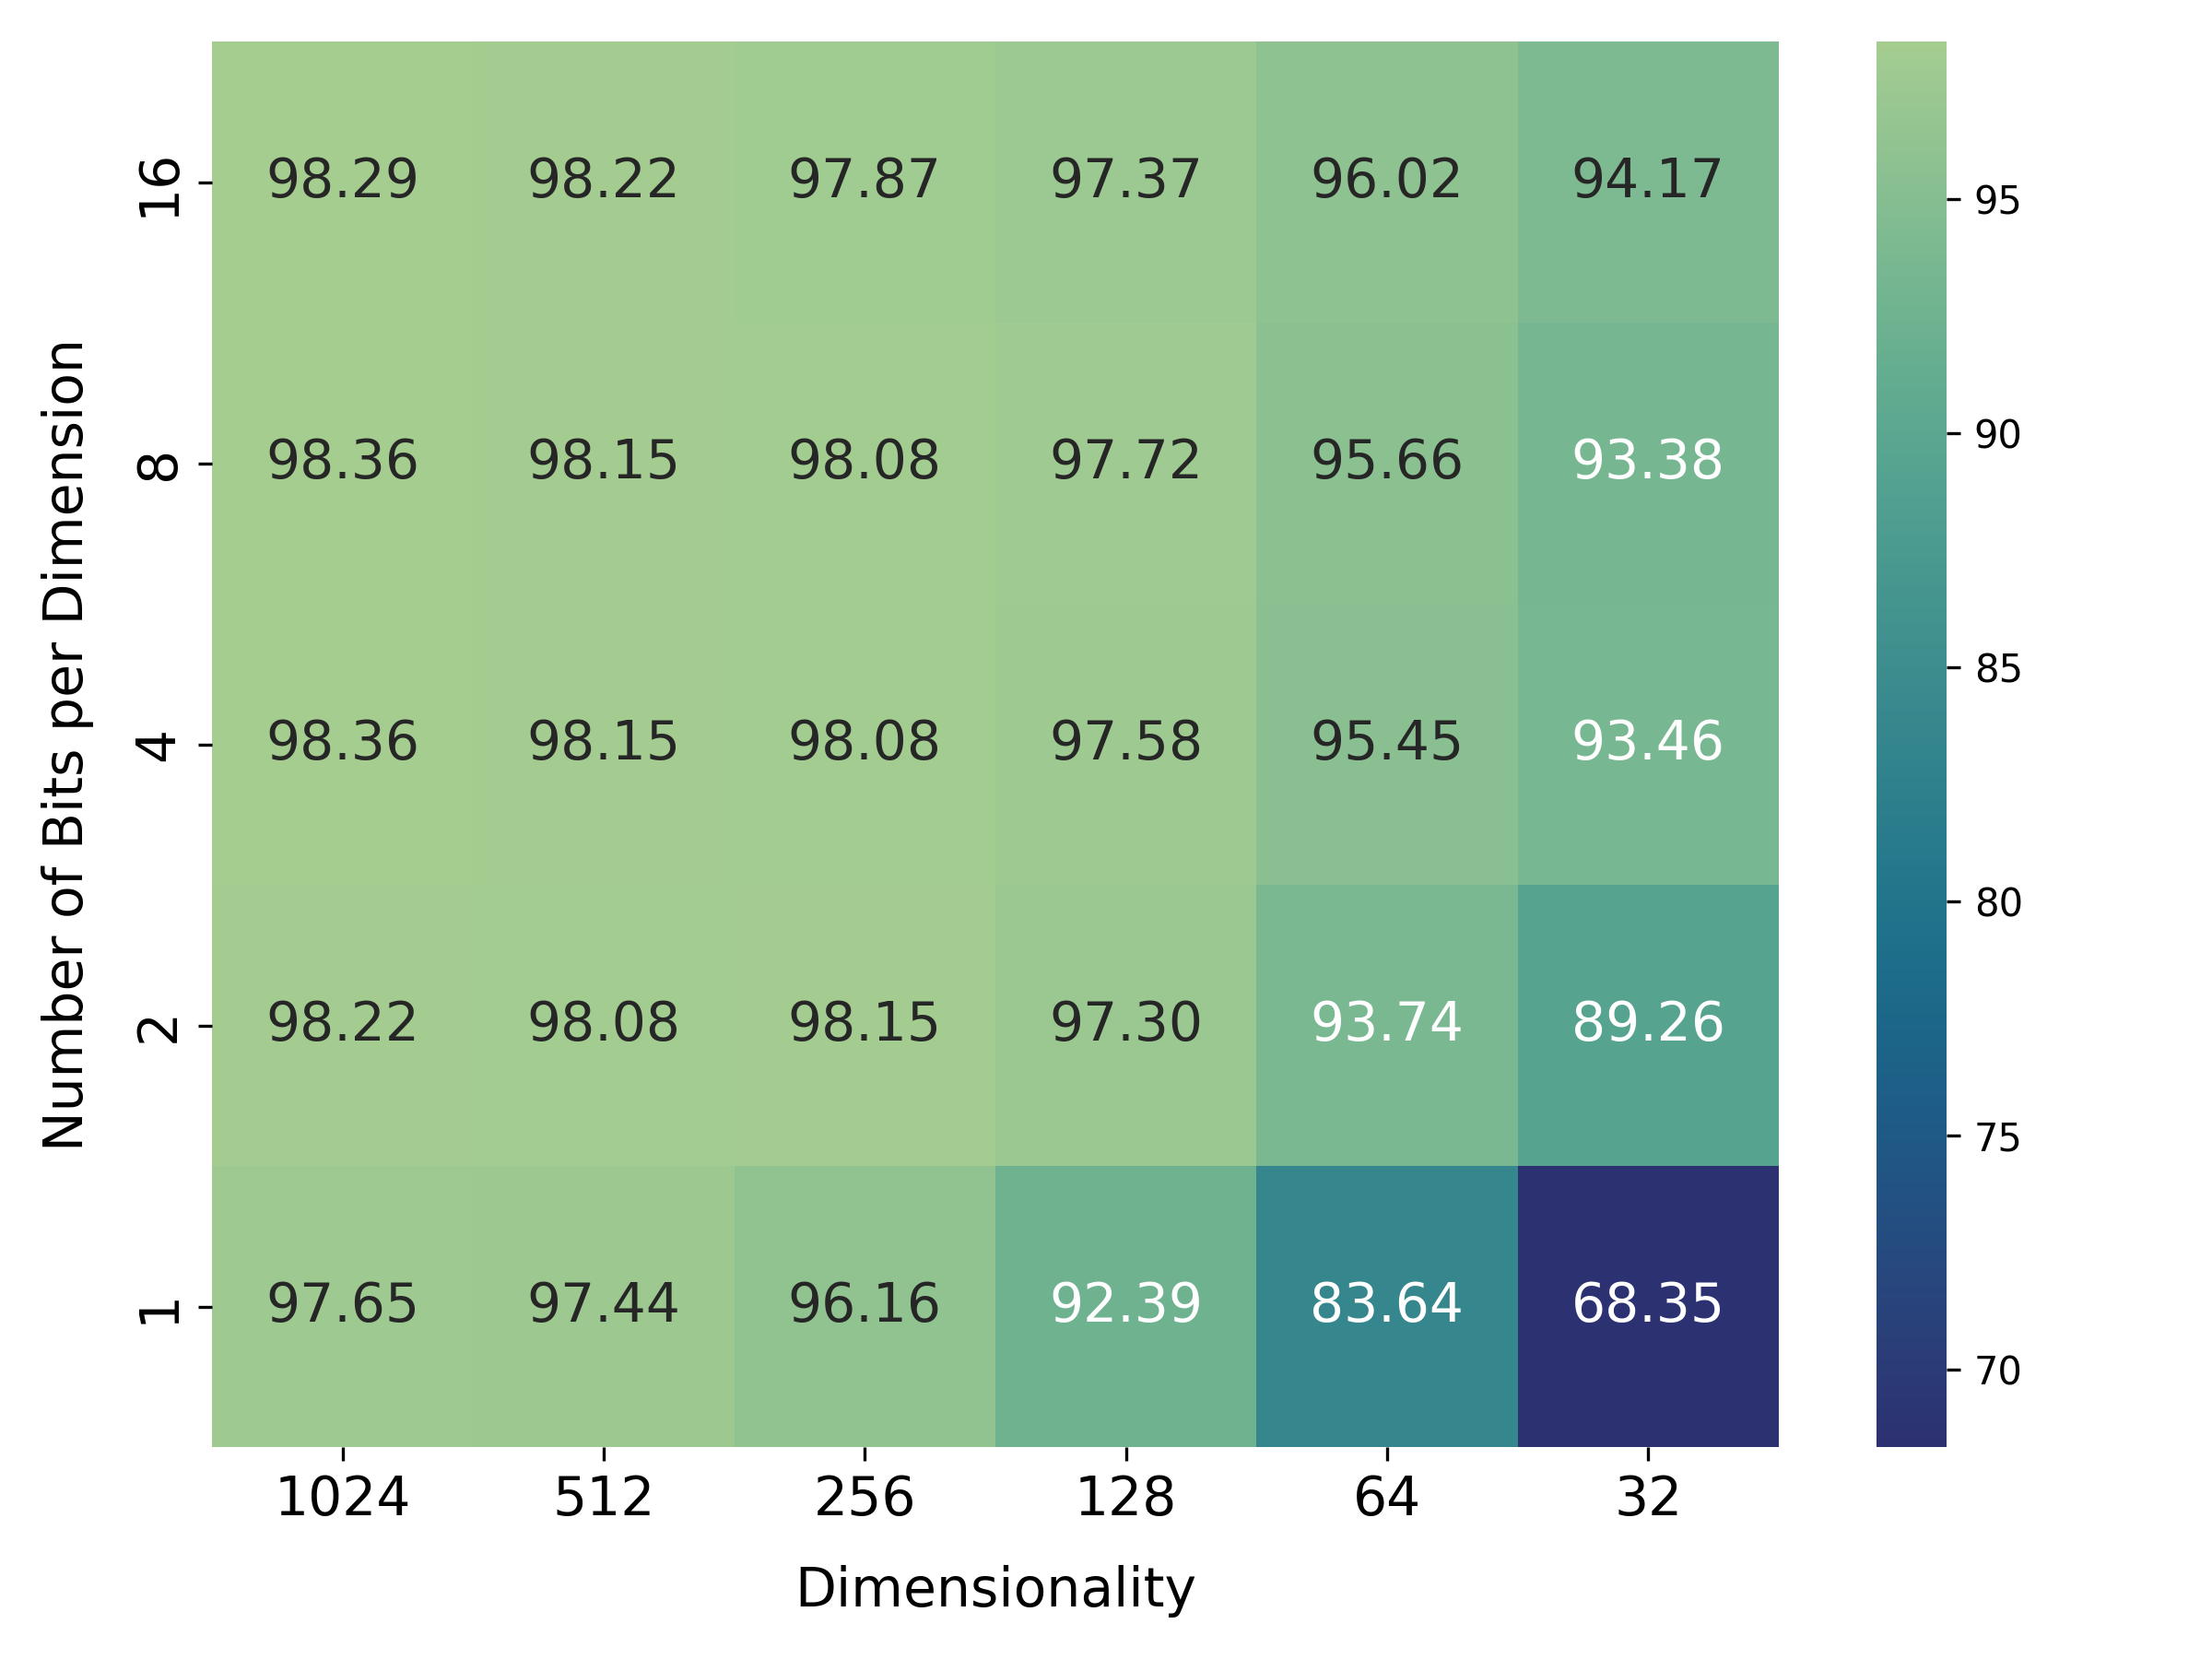 Number of Bits per Dimension
16 98.29 98.22 97.87 97.37 96.02 94.17
8 98.36 98.15 98.08 97.72 95.66 93.38
4 98.36 98.15 98.08 97.58 95.45 93.46
2 98.22 98.08 98.15 97.30 93.74 89.26
1 97.65 97.44 96.16 92.39 83.64 68.35
1024 512 256 128 64 32
Dimensionality
95
90
85
80
75
70